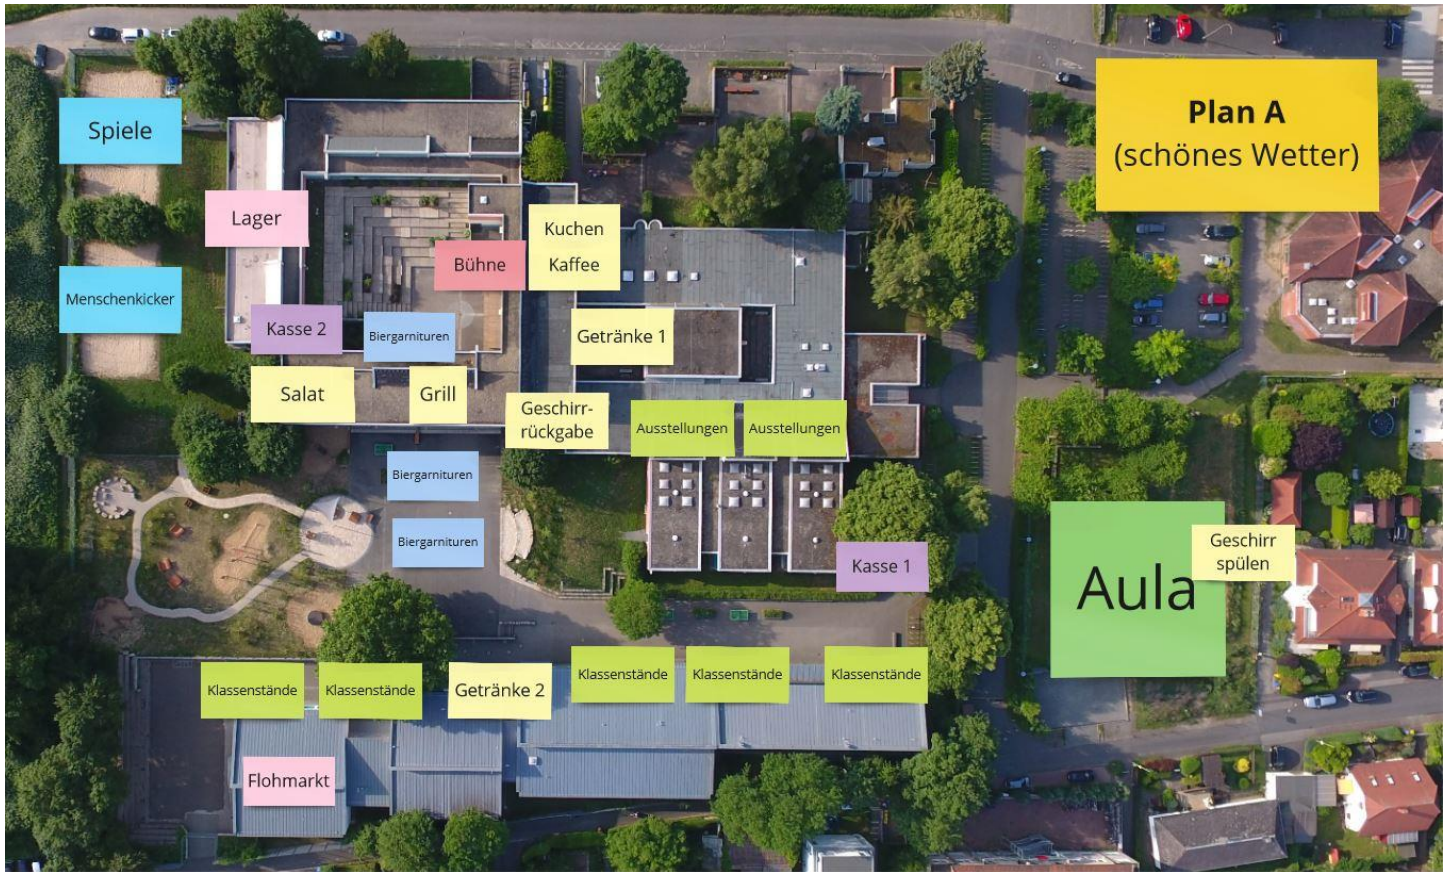 Plan A
(schönes Wetter)
Spiele
Lager
Kuchen
Kaffee
Bühne
Menschenkicker
Kasse 2
Biergarnituren
Getränke 1
Salat
Grill
Geschirr-
rückgabe
Ausstellungen
Ausstellungen
Biergarnituren
Biergarnituren
Kasse 1
Geschirr
spülen
Aula
Klassenstände
Klassenstände
Getränke 2
Klassenstände
Klassenstände
Klassenstände
Flohmarkt